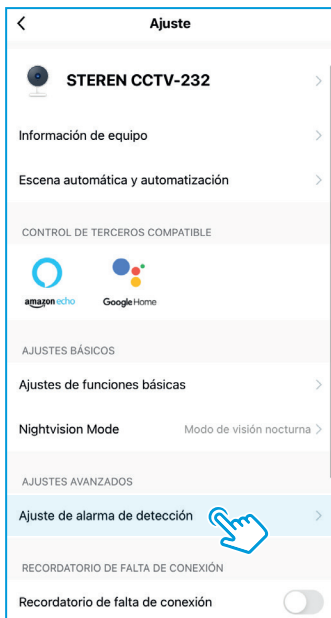 Ajuste
STEREN CCTV-232
Información de equipo
Escena automática y automatización
CONTROL DE TERCEROS COMPATIBLE
amazon echo Google Home
AJUSTES BÁSICOS
Ajustes de funciones básicas
Nightvision Mode Modo de visión nocturna
AJUSTES AVANZADOS
Ajuste de alarma de detección
RECORDATORIO DE FALTA DE CONEXIÓN
Recordatorio de falta de conexión